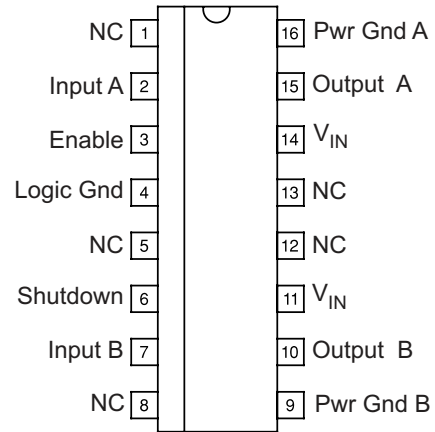 NC 1 16 Pwr Gnd A
Input A 2 15 Output A
Enable 3 14 VIN
Logic Gnd 4 13 NC
NC 5 12 NC
Shutdown 6 11 VIN
Input B 7 10 Output B
NC 8 9 Pwr Gnd B